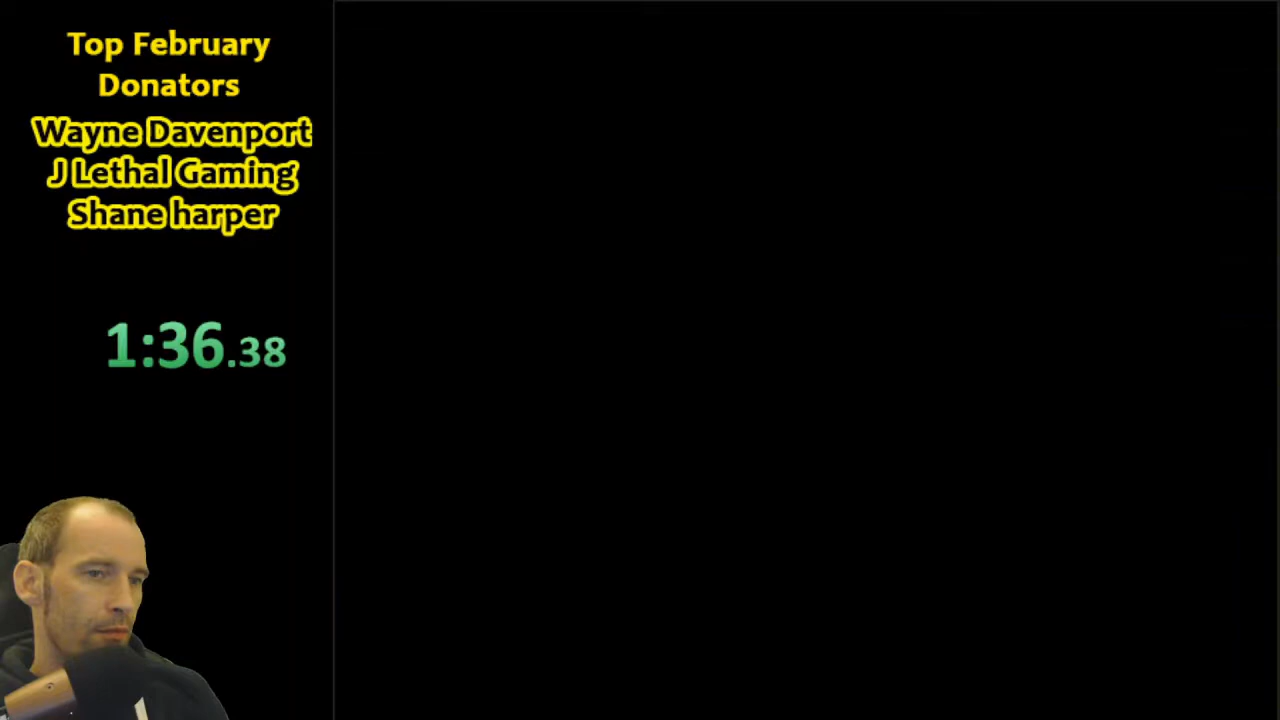 Top February
Donators
Wayne Davenport
J Lethal Gaming
Shane harper
1:36.38